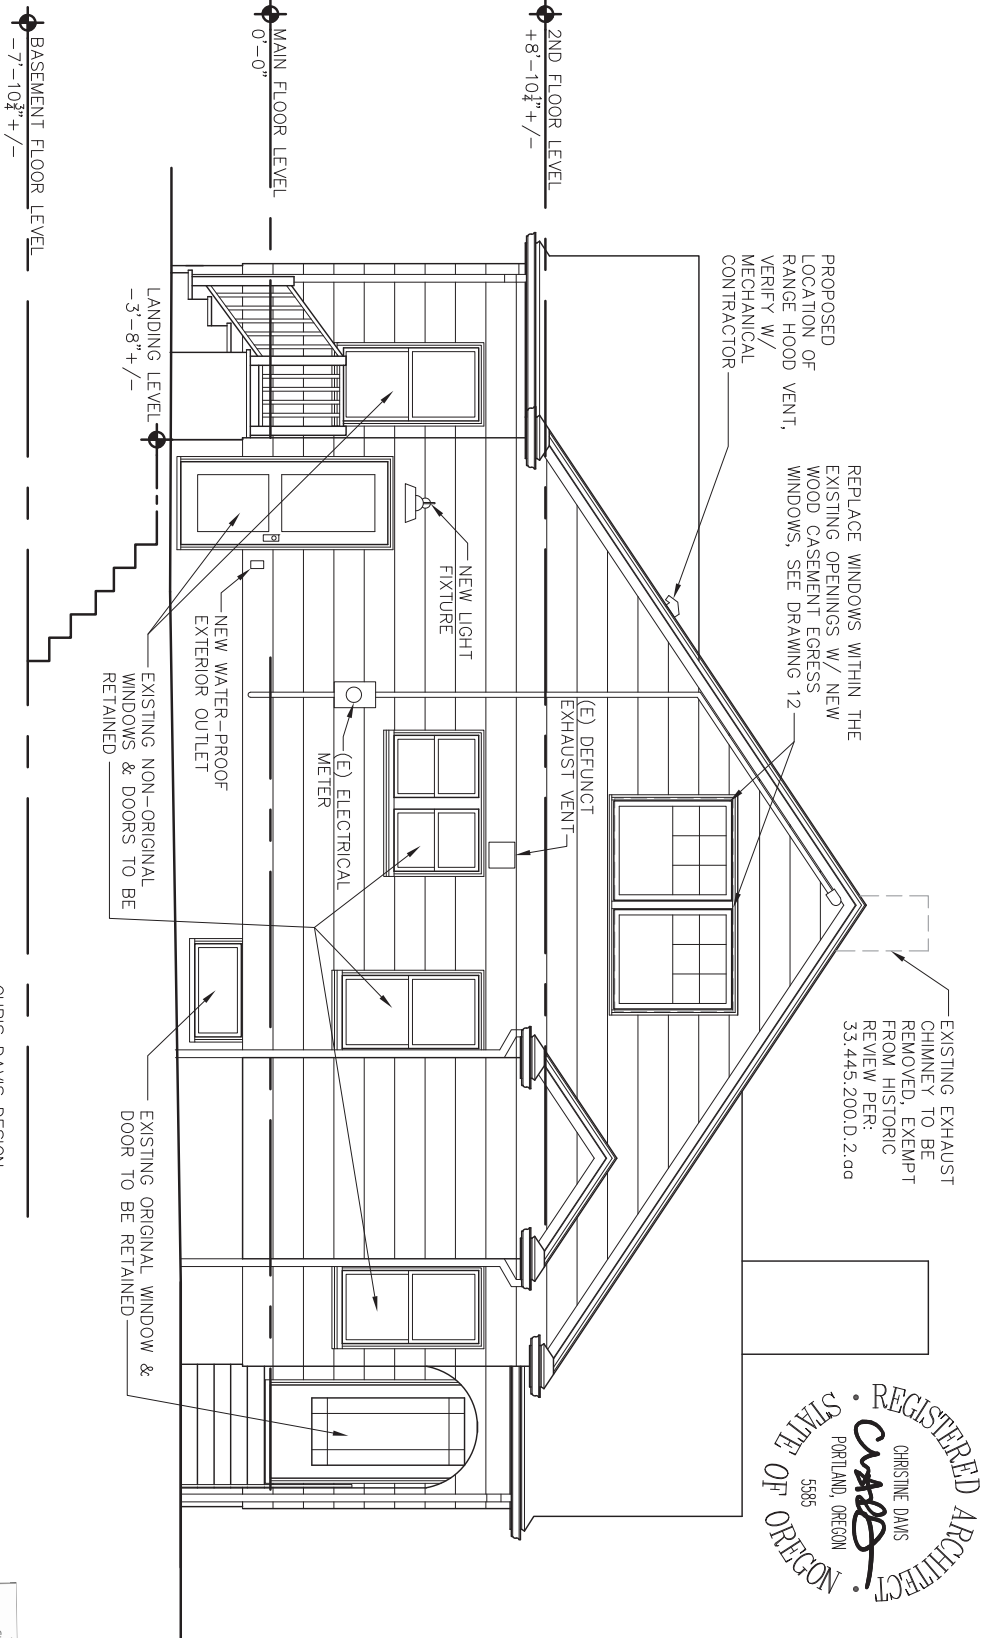 EXISTING EXHAUST
CHIMNEY TO BE
REMOVED, EXEMPT
FROM HISTORIC
REVIEW PER:
33.445.200.D.2.aa
REGISTERED ARCHITECT
CHRISTINE DAVIS
PORTLAND, OREGON
5585
STATE OF OREGON
REPLACE WINDOWS WITHIN THE
EXISTING OPENINGS W/ NEW
WOOD CASEMENT EGRESS
WINDOWS, SEE DRAWING 12
PROPOSED
LOCATION OF
RANGE HOOD VENT,
VERIFY W/
MECHANICAL
CONTRACTOR
2ND FLOOR LEVEL
+8'-10¼"+/-
(E) DEFUNCT
EXHAUST VENT
NEW LIGHT
FIXTURE
(E) ELECTRICAL
METER
MAIN FLOOR LEVEL
0'-0"
NEW WATER-PROOF
EXTERIOR OUTLET
LANDING LEVEL
-3'-8"+/-
EXISTING NON-ORIGINAL
WINDOWS & DOORS TO BE
RETAINED
EXISTING ORIGINAL WINDOW &
DOOR TO BE RETAINED
BASEMENT FLOOR LEVEL
-7'-10¾"+/-